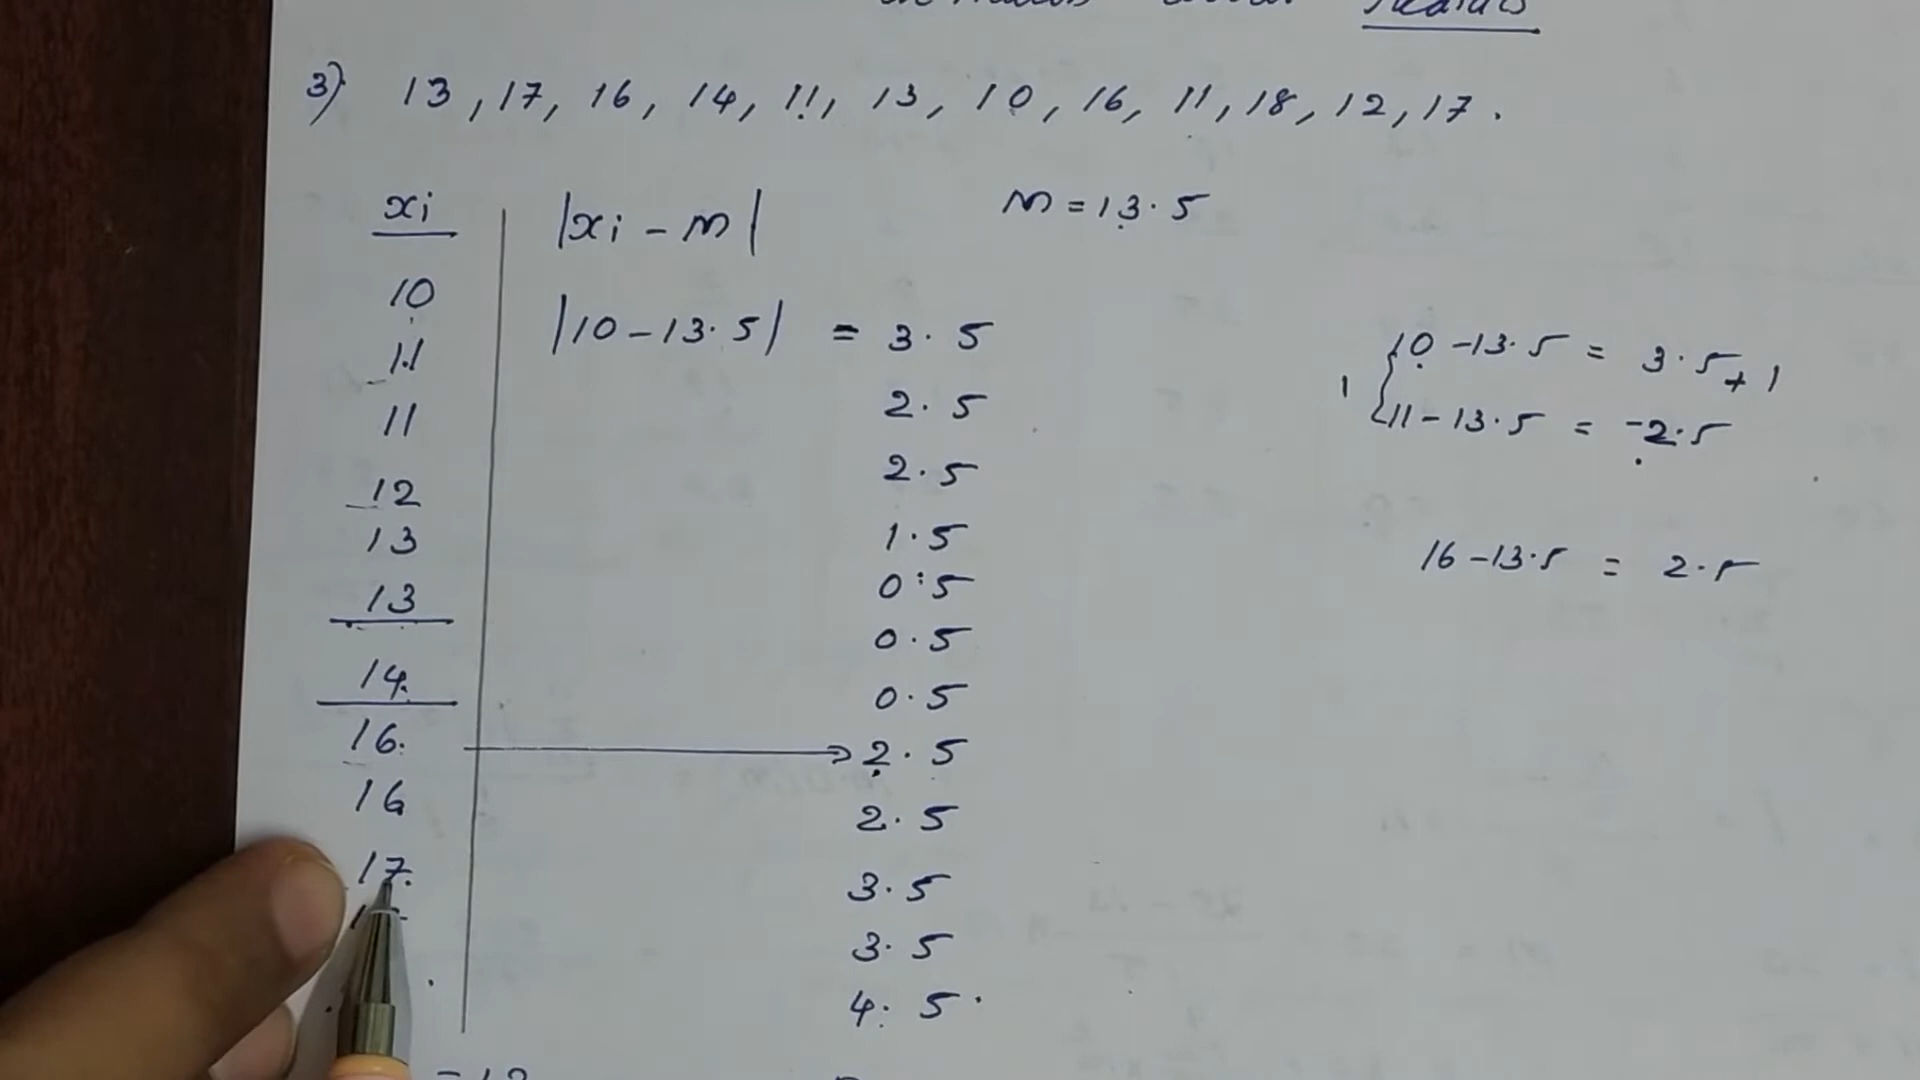 3) 13, 17, 16, 14, 11, 13, 10, 16, 11, 18, 12, 17.
xi |xi - m| m = 13.5
10 |10 - 13.5| = 3.5
11 2.5
11 2.5
12 1.5
13 0.5
13 0.5
14. 0.5
16. → 2.5
16 2.5
17. 3.5
3.5
4.5.
10 - 13.5 = 3.5 + 1
1 { 11 - 13.5 = -2.5
16 - 13.5 = 2.5